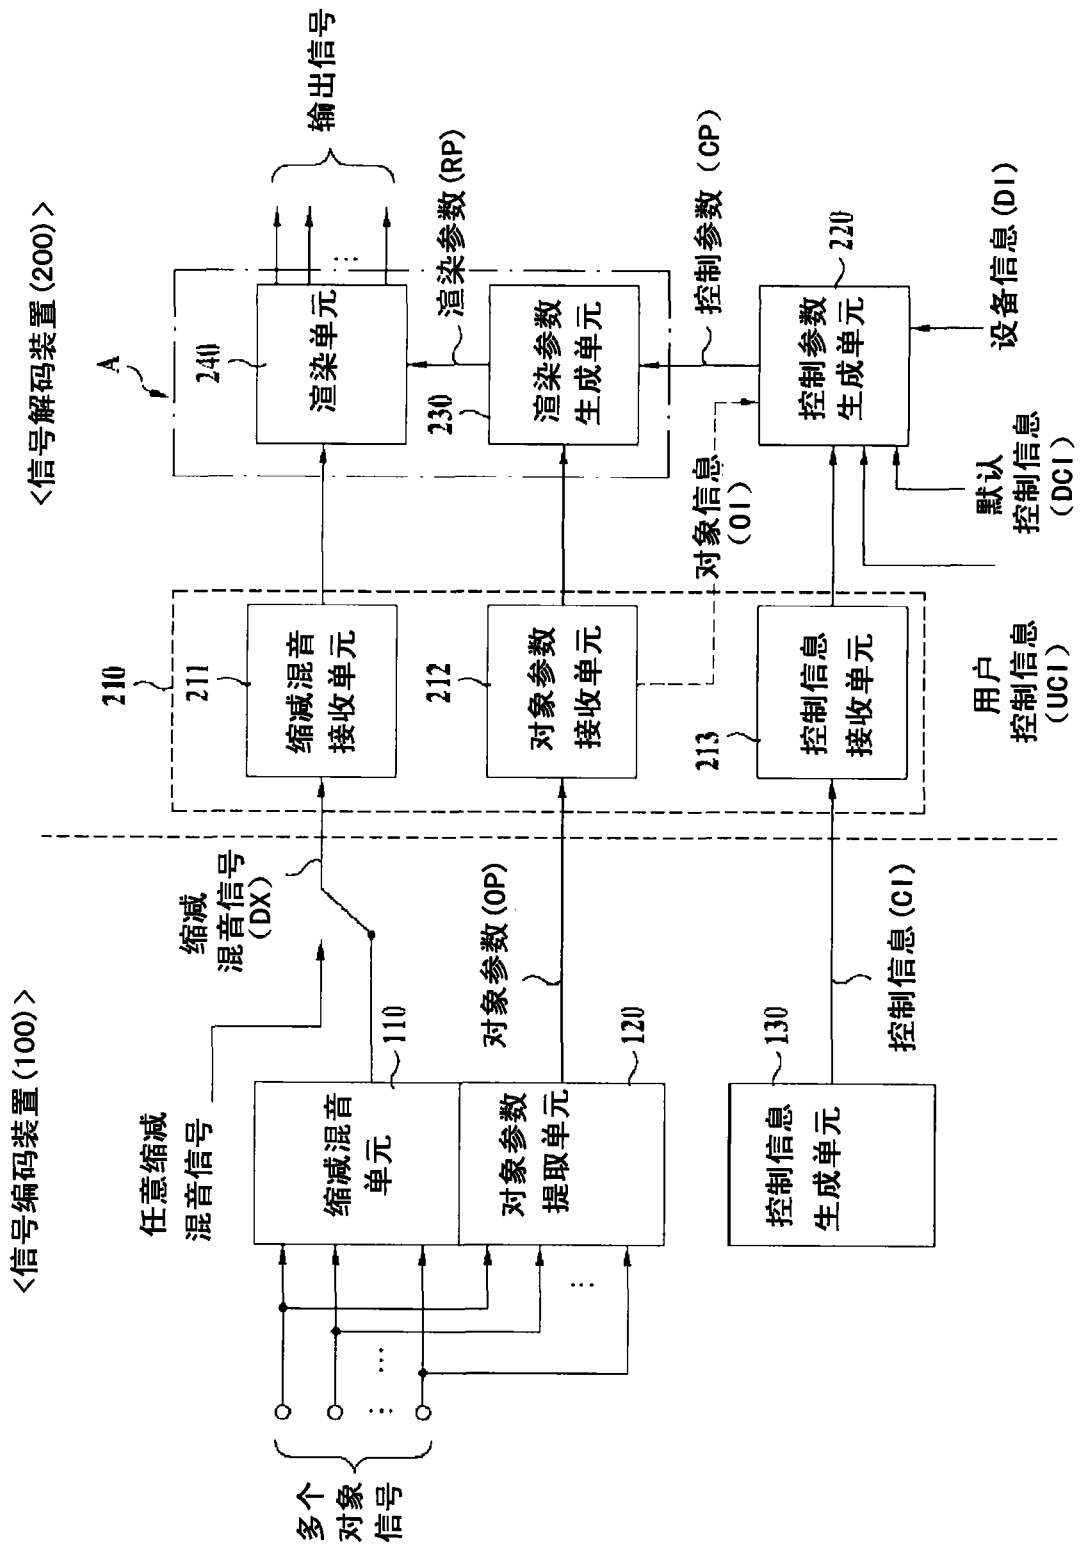 <信号编码装置(100)>
<信号解码装置(200)>
多个
对象
信号
任意缩减
混音信号
缩减混音
单元
110
对象参数
提取单元
120
控制信息
生成单元
130
缩减
混音信号
(DX)
对象参数(OP)
控制信息(CI)
210
211
缩减混音
接收单元
212
对象参数
接收单元
213
控制信息
接收单元
对象信息
(OI)
用户
控制信息
(UCI)
默认
控制信息
(DCI)
设备信息(DI)
A
240
渲染单元
230
渲染参数
生成单元
220
控制参数
生成单元
渲染参数(RP)
控制参数(CP)
输出信号